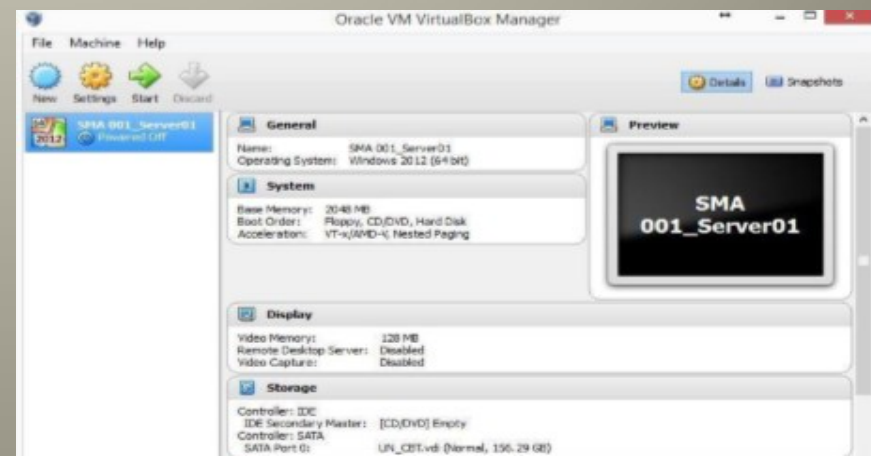 Oracle VM VirtualBox Manager
File Machine Help
New Settings Start Discard
Details Snapshots
2012
SMA 001_Server01
Powered Off
General
Name: SMA 001_Server01
Operating System: Windows 2012 (64 bit)
System
Base Memory: 2048 MB
Boot Order: Floppy, CD/DVD, Hard Disk
Acceleration: VT-x/AMD-V, Nested Paging
Preview
SMA
001_Server01
Display
Video Memory: 128 MB
Remote Desktop Server: Disabled
Video Capture: Disabled
Storage
Controller: IDE
IDE Secondary Master: [CD/DVD] Empty
Controller: SATA
SATA Port 0: UN_CBT.vdi (Normal, 156.29 GB)